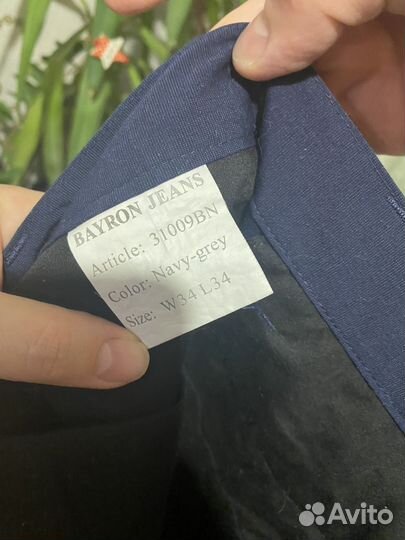 BAYRON JEANS
Article: 31009BN
Color: Navy-grey
Size: W34 L34
Avito